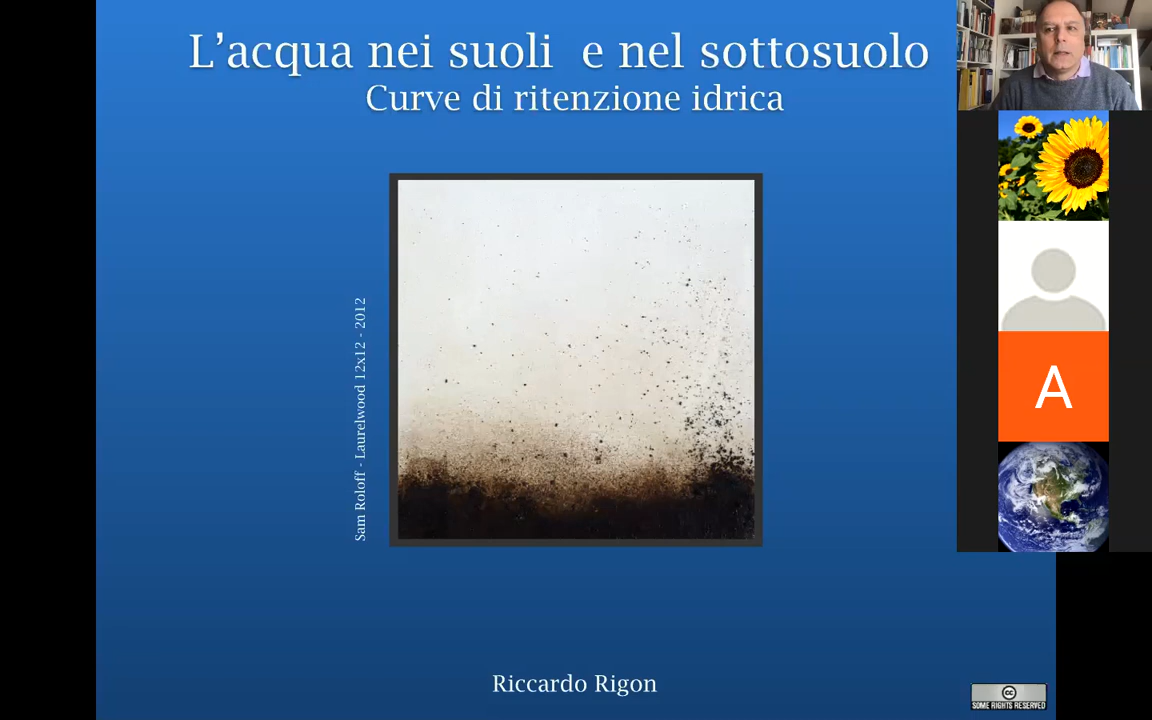 L'acqua nei suoli e nel sottosuolo
Curve di ritenzione idrica
Sam Roloff - Laurelwood 12x12 - 2012
A
Riccardo Rigon
cc
SOME RIGHTS RESERVED